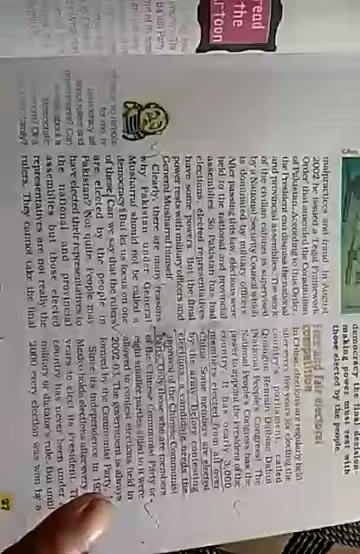 read
the
cartoon
malpractices and fraud. In August
2002 he issued a 'Legal Framework
Order' that amended the Constitution
of Pakistan. According to this Order,
the President can dismiss the national
and provincial assemblies. The work
of the civilian cabinet is supervised
by a National Security Council which
is dominated by military officers.
After passing this law, elections were
held to the national and provincial
assemblies. So Pakistan has had
elections, elected representatives
have some powers. But the final
power rests with military officers and
General Musharraf himself.
Clearly, there are many reasons
why Pakistan under General
Musharraf should not be called a
democracy. But let us focus on one
of these. Can we say that the rulers
are elected by the people in
Pakistan? Not quite. People may
have elected their representatives to
the national and provincial
assemblies but those elected
representatives are not really the
rulers. They cannot take the final
democracy the final decision-
making power must rest with
those elected by the people.
Free and fair electoral
competition
In China, elections are regularly held
after every five years for electing the
country's parliament, called
Quanguo Renmin Daibiao Dahui
(National People's Congress). The
National People's Congress has the
power to appoint the President of the
country. It has nearly 3,000
members elected from all over
China. Some members are elected
by the army. Before contesting
elections, a candidate needs the
approval of the Chinese Communist
Party. Only those who are members
of the Chinese Communist Party or
eight smaller parties allied to it were
allowed to contest elections held in
2002-03. The government is always
formed by the Communist Party.
Since its independence in 19
Mexico holds elections after every
years to elect its President. Th
country has never been under
military or dictator's rule. But until
2000 every election was won by a
27